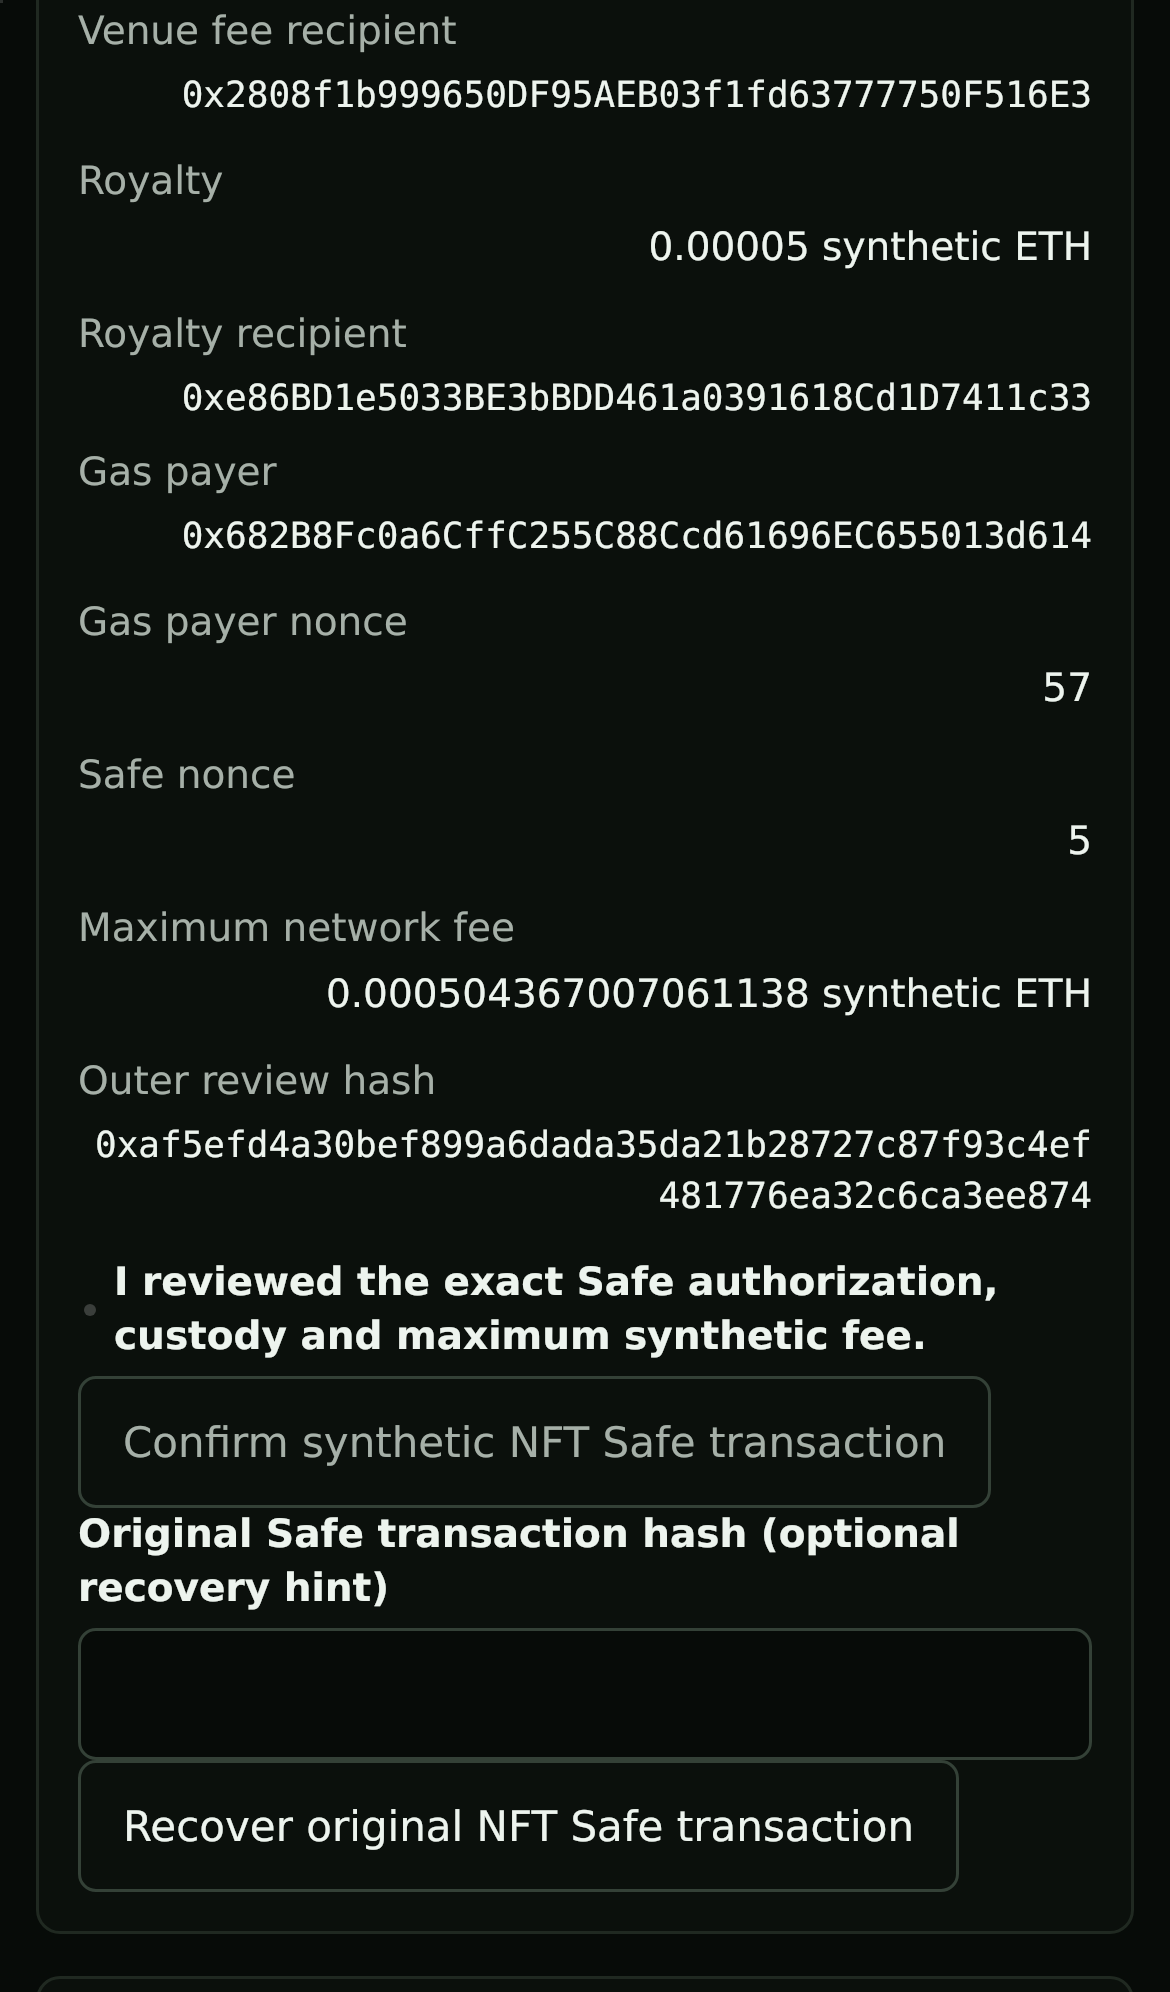 Venue fee recipient
0x2808f1b999650DF95AEB03f1fd63777750F516E3
Royalty
0.00005 synthetic ETH
Royalty recipient
0xe86BD1e5033BE3bBDD461a0391618Cd1D7411c33
Gas payer
0x682B8Fc0a6CffC255C88Ccd61696EC655013d614
Gas payer nonce
57
Safe nonce
5
Maximum network fee
0.000504367007061138 synthetic ETH
Outer review hash
0xaf5efd4a30bef899a6dada35da21b28727c87f93c4ef
481776ea32c6ca3ee874
I reviewed the exact Safe authorization,
custody and maximum synthetic fee.
Confirm synthetic NFT Safe transaction
Original Safe transaction hash (optional
recovery hint)
Recover original NFT Safe transaction